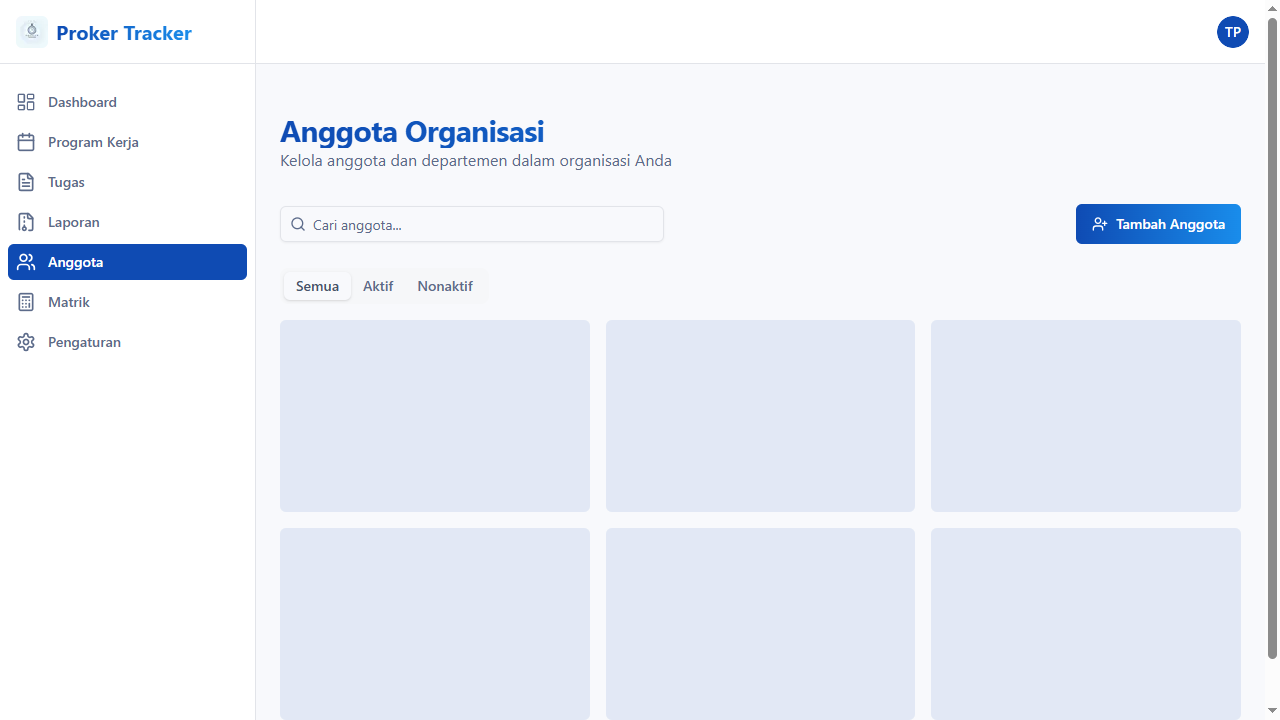 Proker Tracker
TP
Dashboard
Program Kerja
Tugas
Laporan
Anggota
Matrik
Pengaturan
Anggota Organisasi
Kelola anggota dan departemen dalam organisasi Anda
Cari anggota...
Tambah Anggota
Semua Aktif Nonaktif